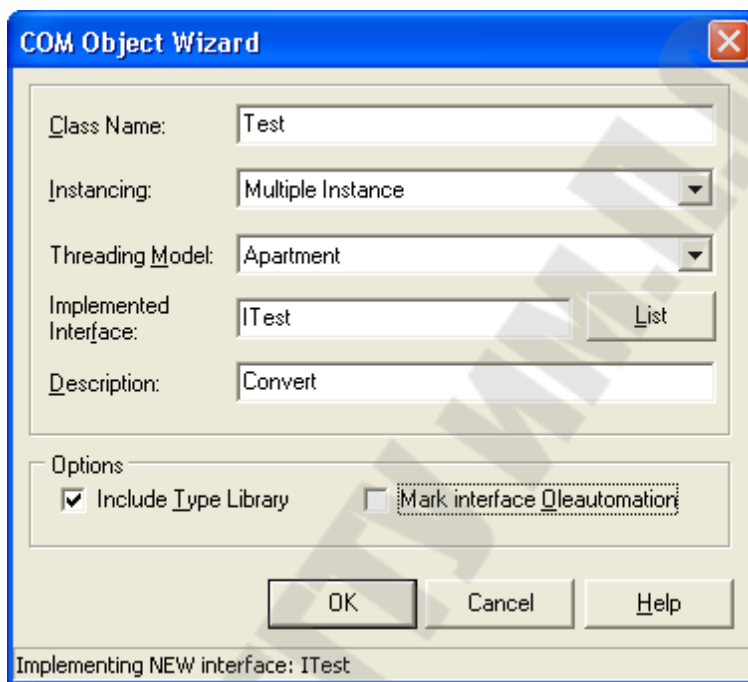 COM Object Wizard
Class Name: Test
Instancing: Multiple Instance
Threading Model: Apartment
Implemented
Interface: ITest List
Description: Convert
Options
Include Type Library Mark interface Oleautomation
OK Cancel Help
Implementing NEW interface: ITest